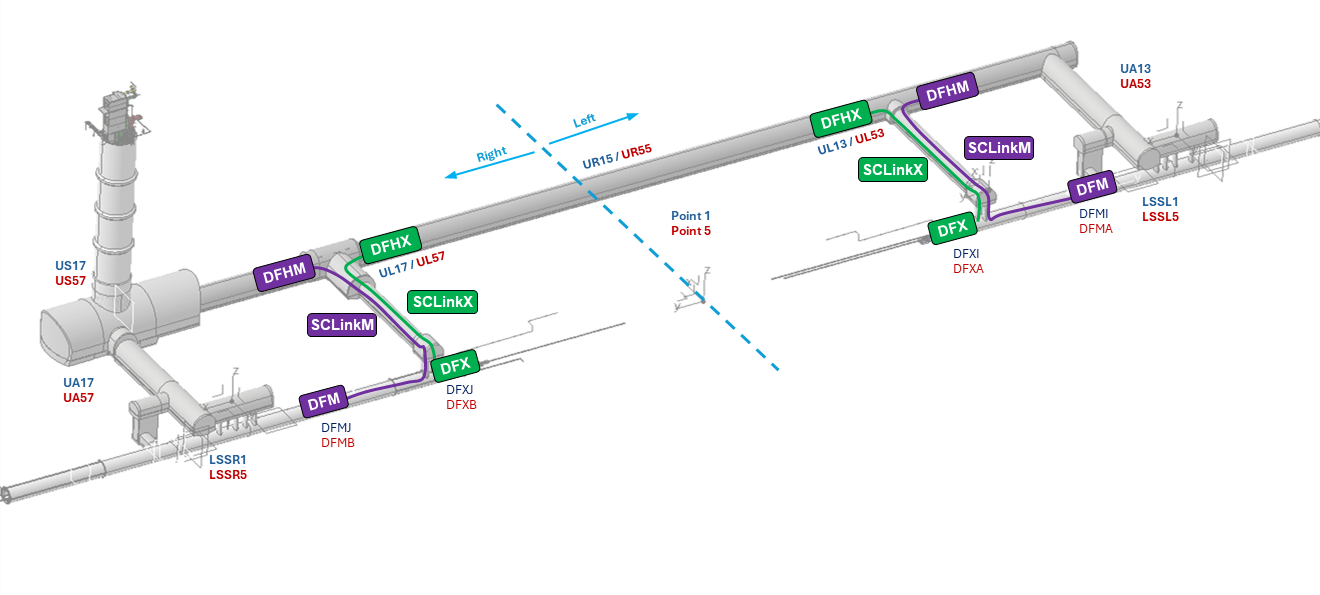 UA13
UA53
DFHM
DFHX
Left
Right
UR15 / UR55
UL13 / UL53
SCLinkM
SCLinkX
z
x
DFM
DFMI
DFMA
LSSL1
LSSL5
Point 1
Point 5
DFX
DFXI
DFXA
z
y
DFHX
UL17 / UL57
DFHM
US17
US57
SCLinkX
SCLinkM
DFX
DFXJ
DFXB
UA17
UA57
z
DFM
DFMJ
DFMB
LSSR1
LSSR5